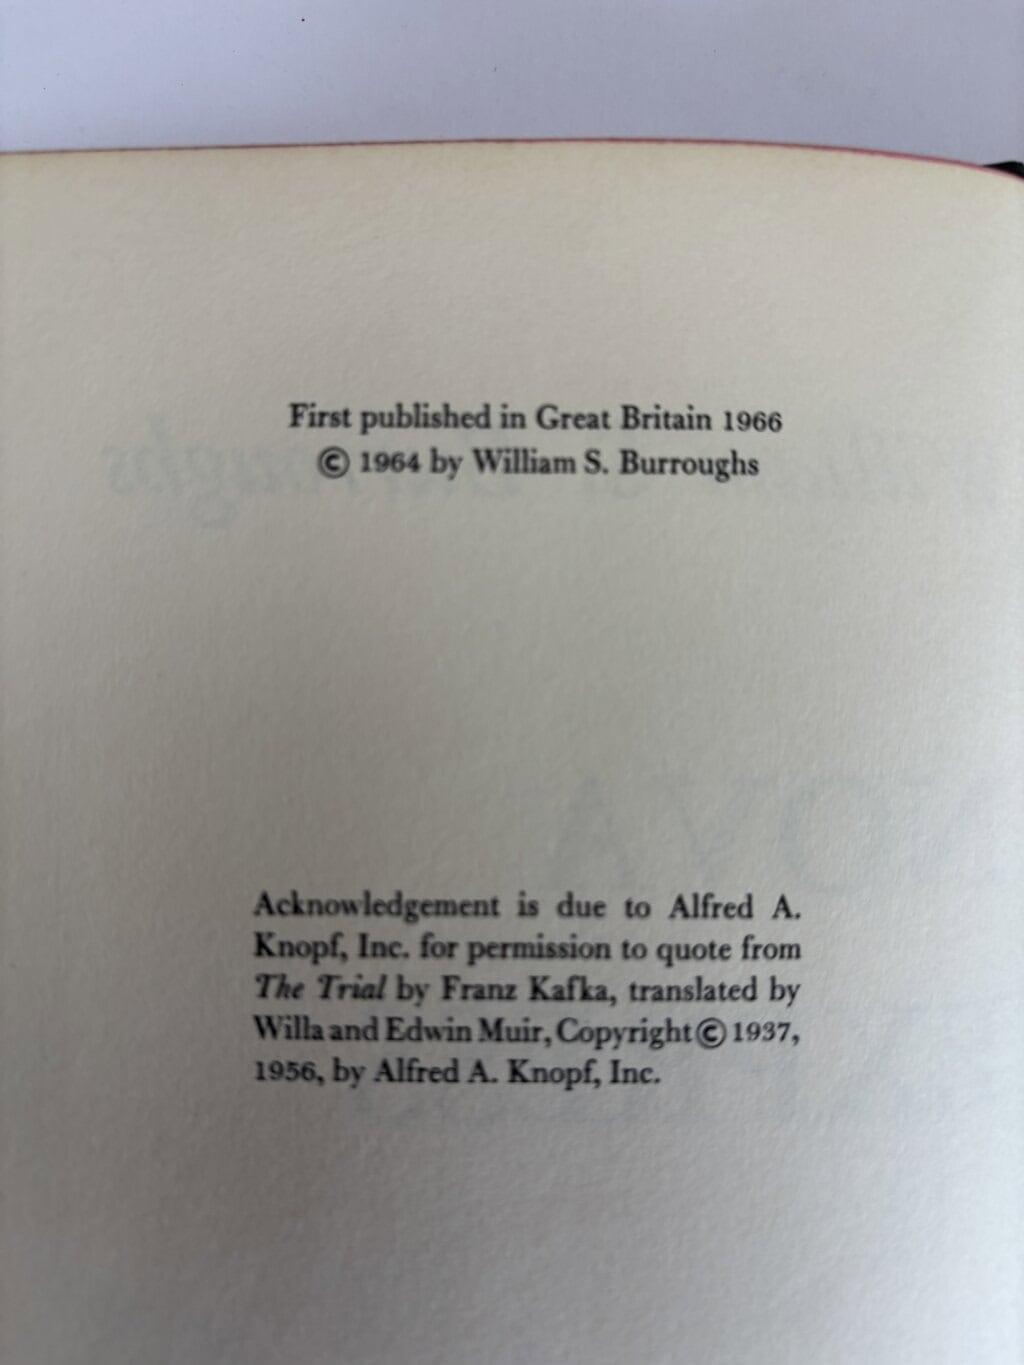 First published in Great Britain 1966
© 1964 by William S. Burroughs
Acknowledgement is due to Alfred A.
Knopf, Inc. for permission to quote from
The Trial by Franz Kafka, translated by
Willa and Edwin Muir, Copyright © 1937,
1956, by Alfred A. Knopf, Inc.